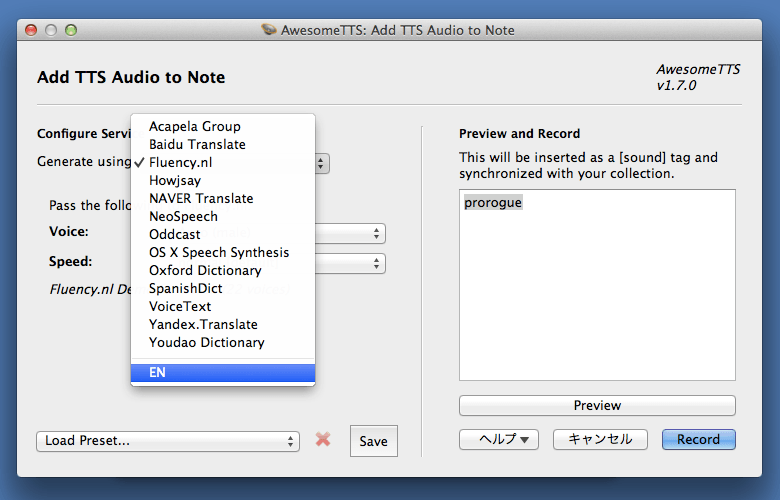 AwesomeTTS: Add TTS Audio to Note
Add TTS Audio to Note
AwesomeTTS
v1.7.0
Configure Servi
Generate using
Acapela Group
Baidu Translate
✓ Fluency.nl
Howjsay
NAVER Translate
NeoSpeech
Oddcast
OS X Speech Synthesis
Oxford Dictionary
SpanishDict
VoiceText
Yandex.Translate
Youdao Dictionary
EN
Pass the follo
Voice:
Speed:
Fluency.nl De
Load Preset...
Save
Preview and Record
This will be inserted as a [sound] tag and
synchronized with your collection.
prorogue
Preview
ヘルプ
キャンセル
Record